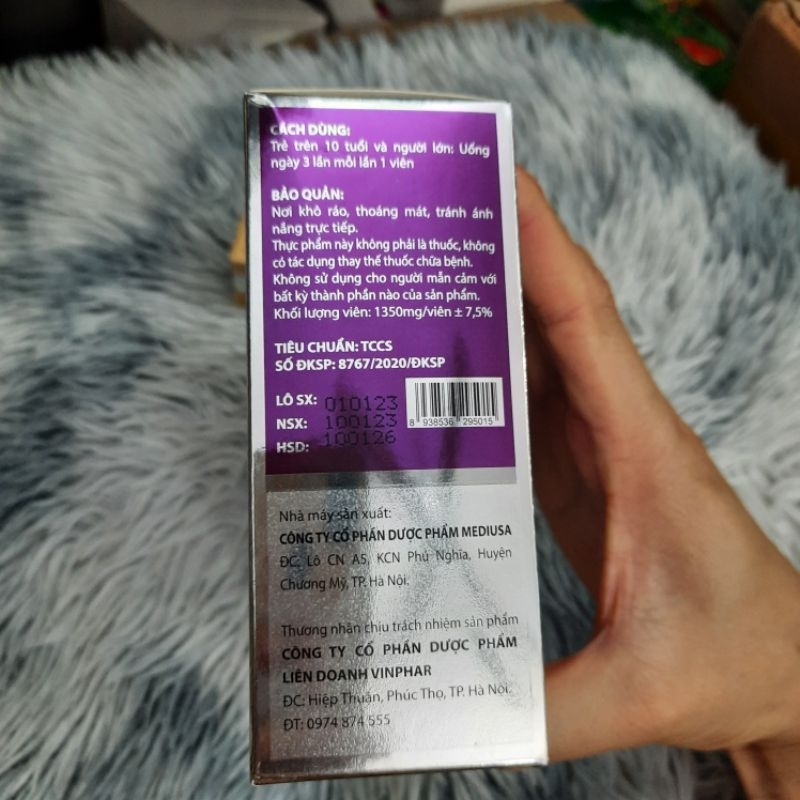 CÁCH DÙNG:
Trẻ trên 10 tuổi và người lớn: Uống
ngày 3 lần mỗi lần 1 viên
BẢO QUẢN:
Nơi khô ráo, thoáng mát, tránh ánh
nắng trực tiếp.
Thực phẩm này không phải là thuốc, không
có tác dụng thay thế thuốc chữa bệnh.
Không sử dụng cho người mẫn cảm với
bất kỳ thành phần nào của sản phẩm.
Khối lượng viên: 1350mg/viên ± 7,5%
TIÊU CHUẨN: TCCS
SỐ ĐKSP: 8767/2020/ĐKSP
LÔ SX: 010123
NSX: 100123
HSD: 100126
8 938536 295015
Nhà máy sản xuất:
CÔNG TY CỔ PHẦN DƯỢC PHẨM MEDIUSA
ĐC: Lô CN A5, KCN Phú Nghĩa, Huyện
Chương Mỹ, TP. Hà Nội.
Thương nhân chịu trách nhiệm sản phẩm
CÔNG TY CỔ PHẦN DƯỢC PHẨM
LIÊN DOANH VINPHAR
ĐC: Hiệp Thuận, Phúc Thọ, TP. Hà Nội.
ĐT: 0974 874 555